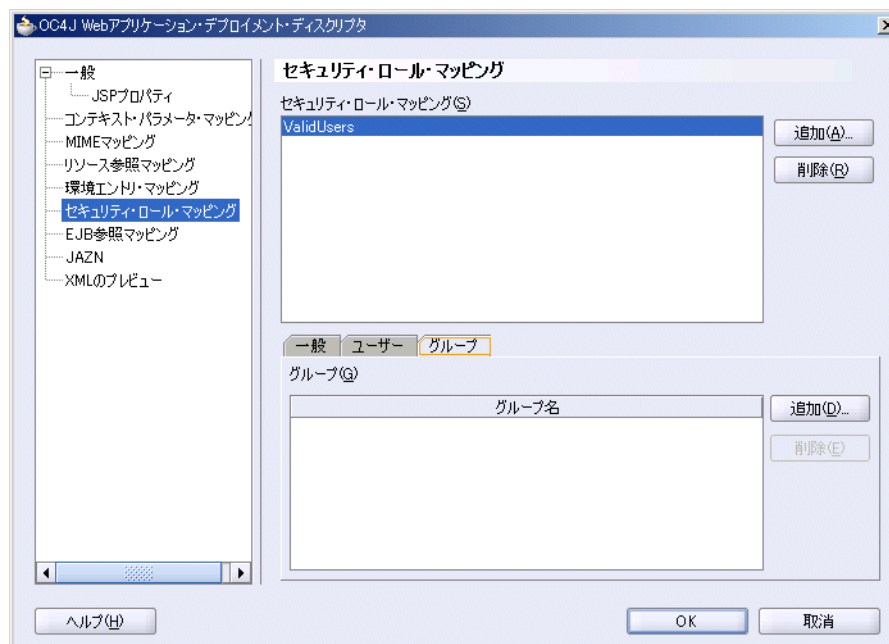 OC4J Webアプリケーション・デプロイメント・ディスクリプタ
一般
JSPプロパティ
コンテキスト・パラメータ・マッピング
MIMEマッピング
リソース参照マッピング
環境エントリ・マッピング
セキュリティ・ロール・マッピング
EJB参照マッピング
JAZN
XMLのプレビュー
セキュリティ・ロール・マッピング
セキュリティ・ロール・マッピング(S)
ValidUsers
追加(A)...
削除(R)
一般 ユーザー グループ
グループ(G)
グループ名
追加(D)...
削除(E)
ヘルプ(H)
OK
取消